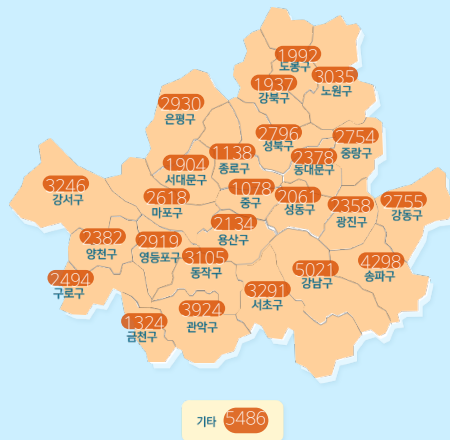 1992
도봉구
1937
강북구
3035
노원구
2930
은평구
2796
성북구
2754
중랑구
1138
종로구
2378
동대문구
1904
서대문구
3246
강서구
2618
마포구
1078
중구
2061
성동구
2358
광진구
2755
강동구
2134
용산구
2382
양천구
2919
영등포구
3105
동작구
5021
강남구
4298
송파구
2494
구로구
3291
서초구
1324
금천구
3924
관악구
기타 5486